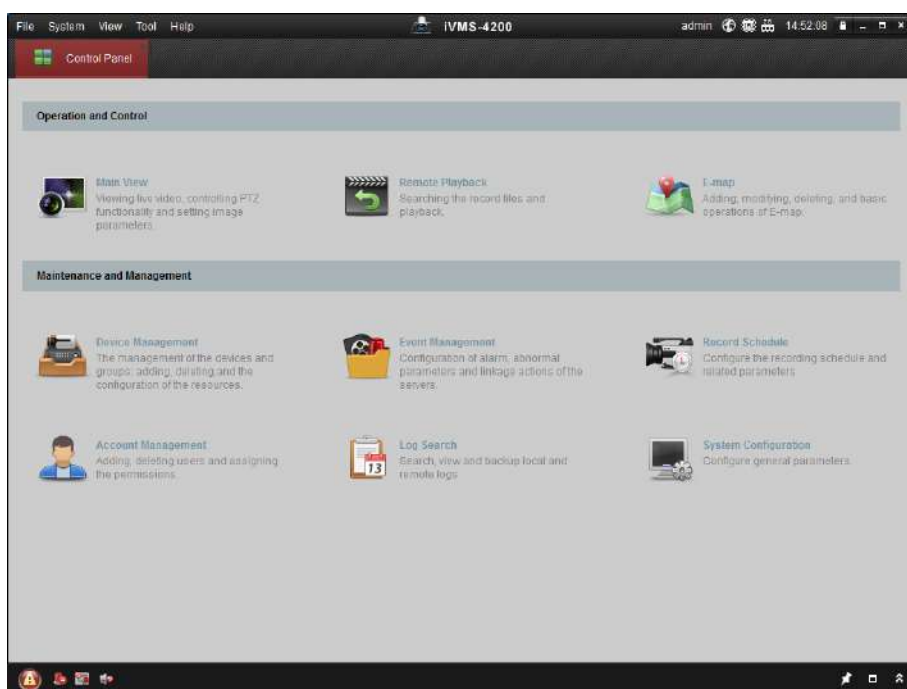 File System View Tool Help iVMS-4200 admin 14:52:08
Control Panel
Operation and Control
Main View
Viewing live video, controlling PTZ
functionality and setting image
parameters.
Remote Playback
Searching the record files and
playback.
E-map
Adding, modifying, deleting, and basic
operations of E-map.
Maintenance and Management
Device Management
The management of the devices and
groups: adding, deleting and the
configuration of the resources.
Event Management
Configuration of alarm, abnormal
parameters and linkage actions of the
servers.
Record Schedule
Configure the recording schedule and
related parameters
Account Management
Adding, deleting users and assigning
the permissions.
Log Search
Search, view and backup local and
remote logs
13
System Configuration
Configure general parameters.